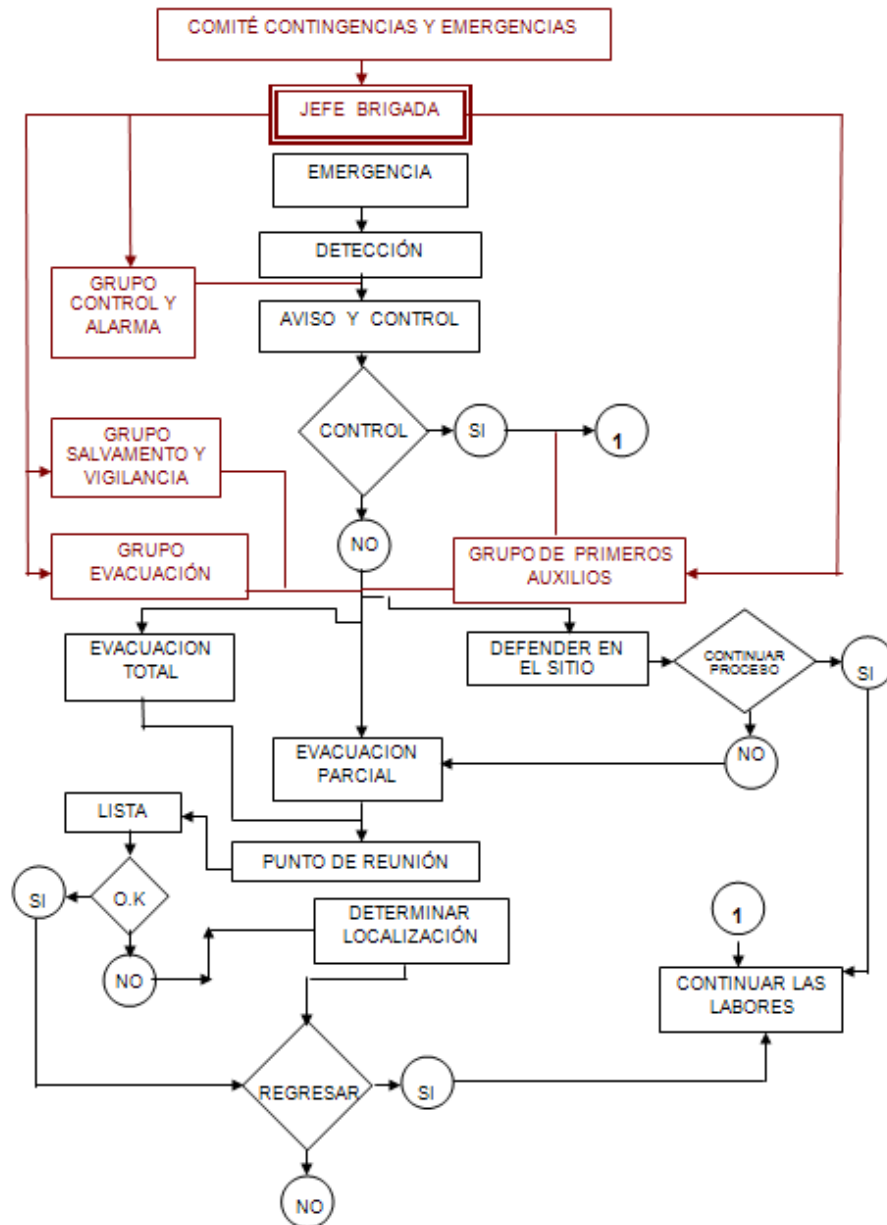 COMITÉ CONTINGENCIAS Y EMERGENCIAS
JEFE BRIGADA
EMERGENCIA
DETECCIÓN
GRUPO
CONTROL Y
ALARMA
AVISO Y CONTROL
CONTROL
SI
1
GRUPO
SALVAMENTO Y
VIGILANCIA
NO
GRUPO
EVACUACIÓN
GRUPO DE PRIMEROS
AUXILIOS
EVACUACION
TOTAL
DEFENDER EN
EL SITIO
CONTINUAR
PROCESO
SI
NO
EVACUACION
PARCIAL
LISTA
PUNTO DE REUNIÓN
SI
O.K
NO
DETERMINAR
LOCALIZACIÓN
1
CONTINUAR LAS
LABORES
REGRESAR
SI
NO